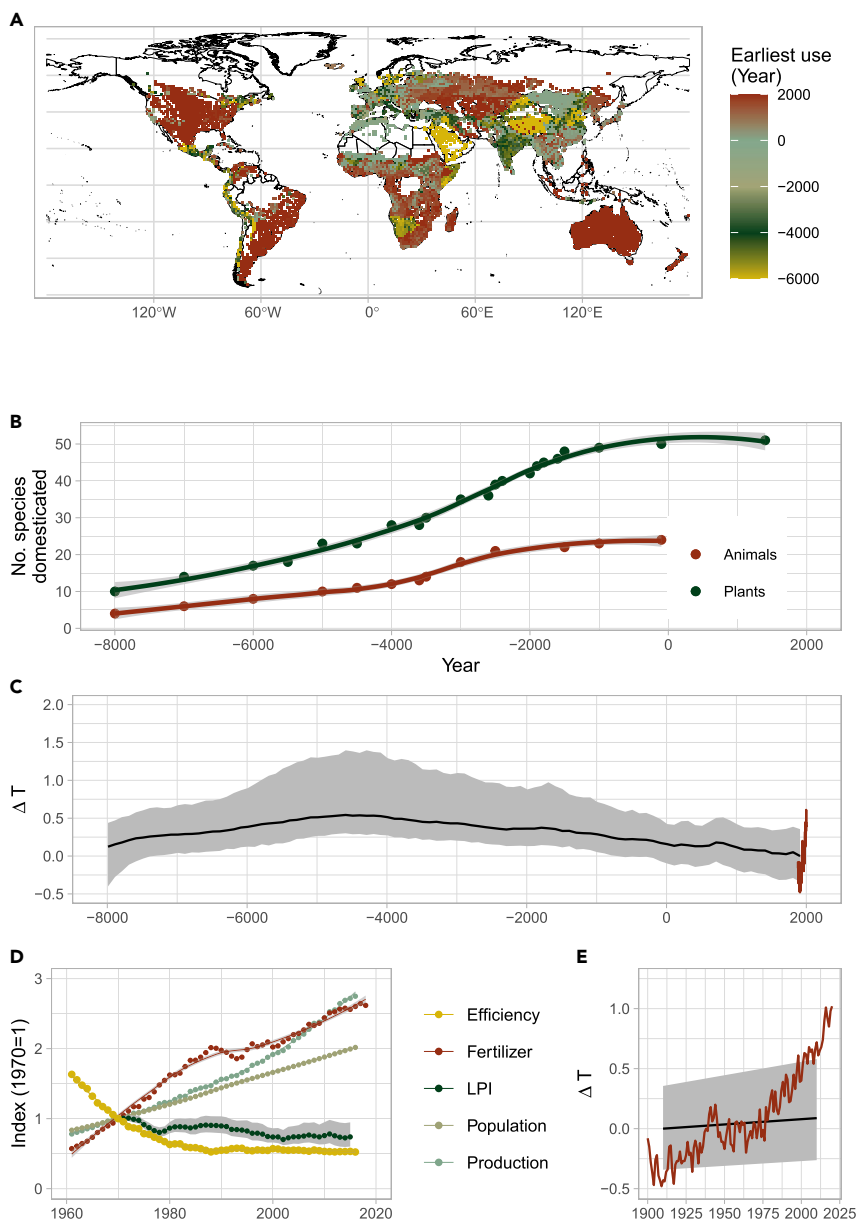 A
Earliest use
(Year)
2000
0
−2000
−4000
−6000
120°W 60°W 0° 60°E 120°E
B
No. species
domesticated
50
40
30
20
10
0
Animals
Plants
−8000 −6000 −4000 −2000 0 2000
Year
C
Δ T
2.0
1.5
1.0
0.5
0.0
−0.5
−8000 −6000 −4000 −2000 0 2000
D
Index (1970=1)
3
2
1
0
1960 1980 2000 2020
Efficiency
Fertilizer
LPI
Population
Production
E
Δ T
1.0
0.5
0.0
−0.5
1900 1925 1950 1975 2000 2025